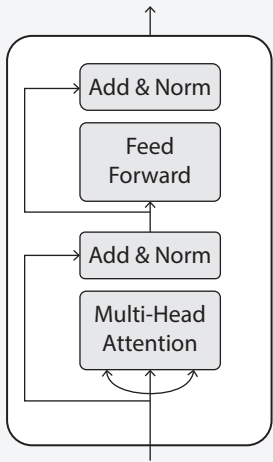 Add & Norm
Feed
Forward
Add & Norm
Multi-Head
Attention